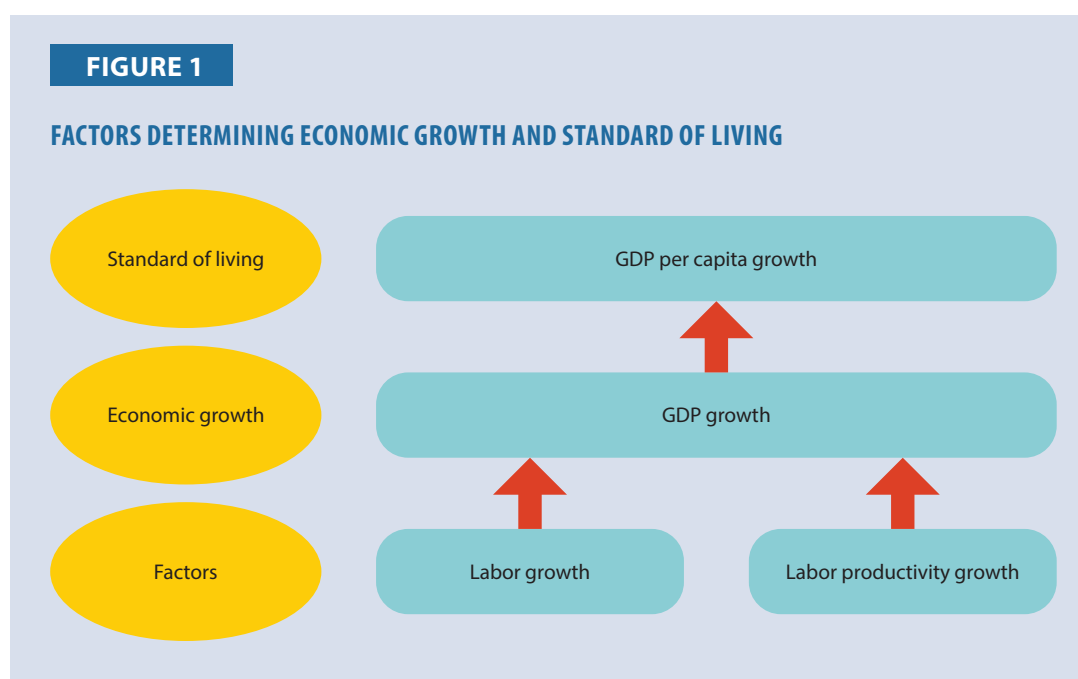 FIGURE 1
FACTORS DETERMINING ECONOMIC GROWTH AND STANDARD OF LIVING
Standard of living
GDP per capita growth
Economic growth
GDP growth
Factors
Labor growth
Labor productivity growth